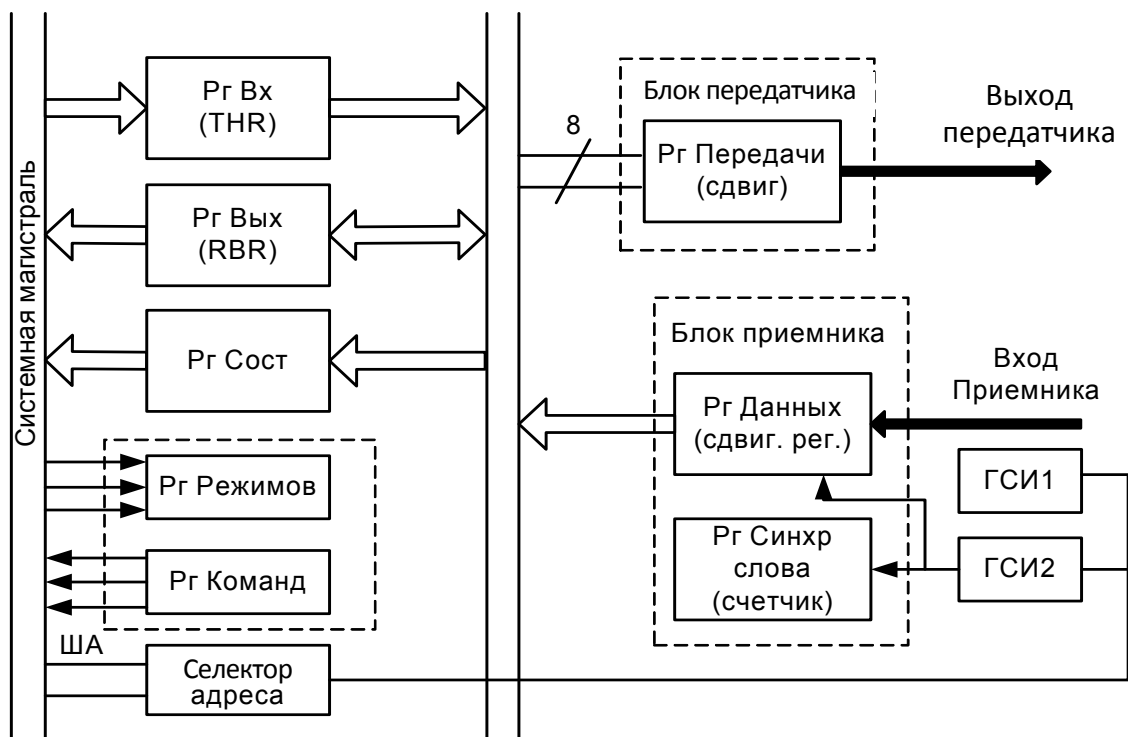 Системная магистраль
Рг Вх
(THR)
Рг Вых
(RBR)
Рг Сост
Рг Режимов
Рг Команд
ША
Селектор
адреса
8
Блок передатчика
Рг Передачи
(сдвиг)
Выход
передатчика
Блок приемника
Рг Данных
(сдвиг. рег.)
Вход
Приемника
Рг Синхр
слова
(счетчик)
ГСИ1
ГСИ2